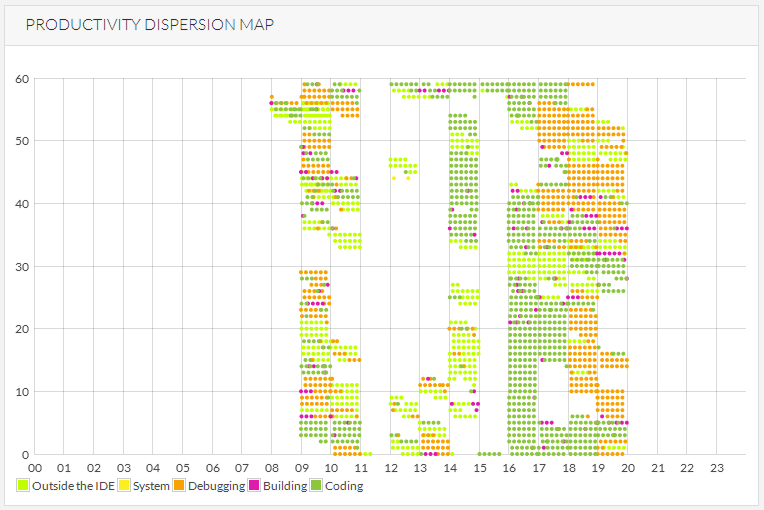 PRODUCTIVITY DISPERSION MAP
60
50
40
30
20
10
0
00 01 02 03 04 05 06 07 08 09 10 11 12 13 14 15 16 17 18 19 20 21 22 23
Outside the IDE System Debugging Building Coding